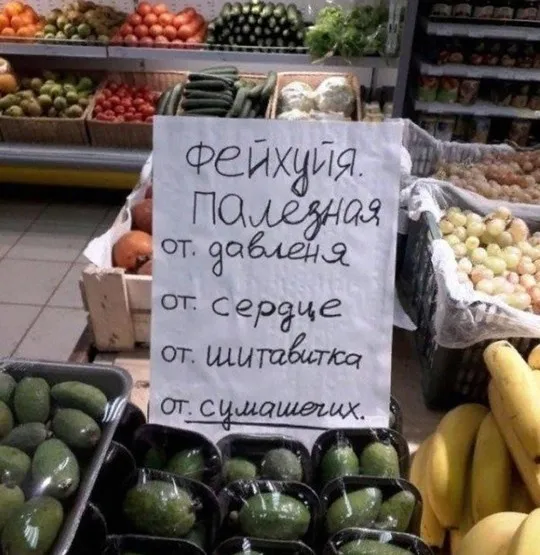 Фейхуйя.
Палезная
от. давленя
от. сердце
от. шитавитка
от. сумашечих.